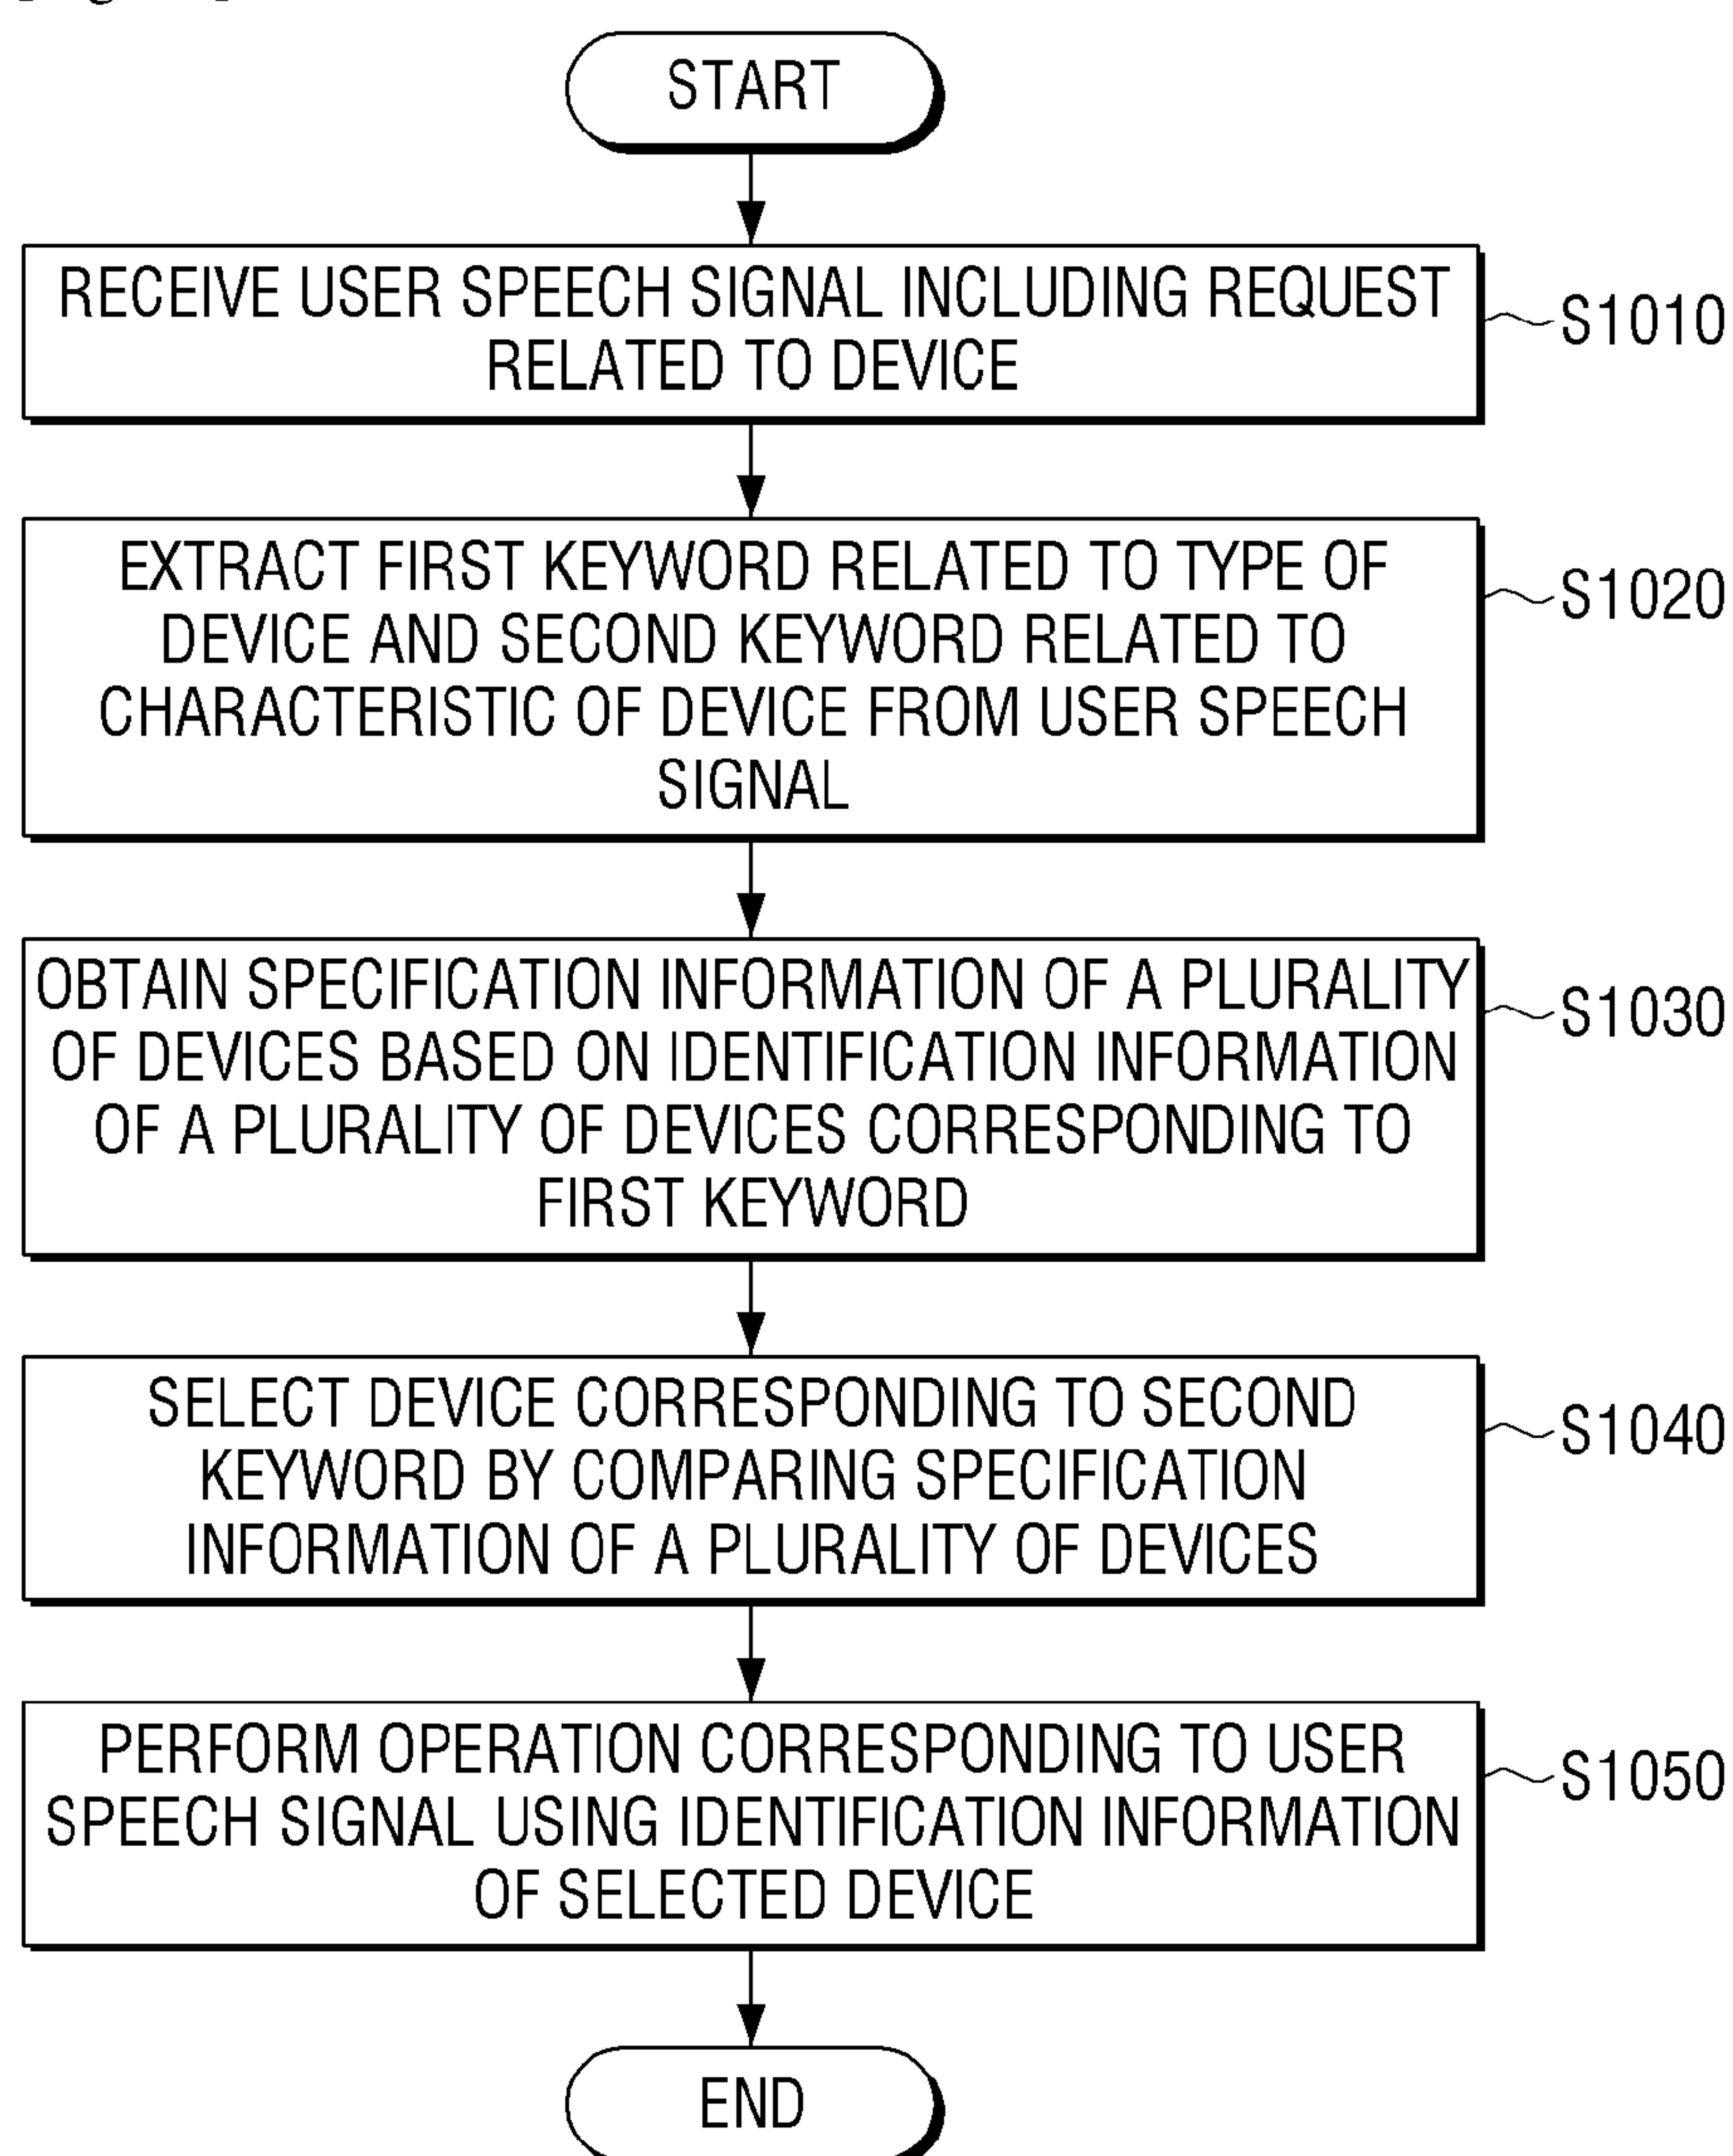 START
RECEIVE USER SPEECH SIGNAL INCLUDING REQUEST
RELATED TO DEVICE
S1010
EXTRACT FIRST KEYWORD RELATED TO TYPE OF
DEVICE AND SECOND KEYWORD RELATED TO
CHARACTERISTIC OF DEVICE FROM USER SPEECH
SIGNAL
S1020
OBTAIN SPECIFICATION INFORMATION OF A PLURALITY
OF DEVICES BASED ON IDENTIFICATION INFORMATION
OF A PLURALITY OF DEVICES CORRESPONDING TO
FIRST KEYWORD
S1030
SELECT DEVICE CORRESPONDING TO SECOND
KEYWORD BY COMPARING SPECIFICATION
INFORMATION OF A PLURALITY OF DEVICES
S1040
PERFORM OPERATION CORRESPONDING TO USER
SPEECH SIGNAL USING IDENTIFICATION INFORMATION
OF SELECTED DEVICE
S1050
END